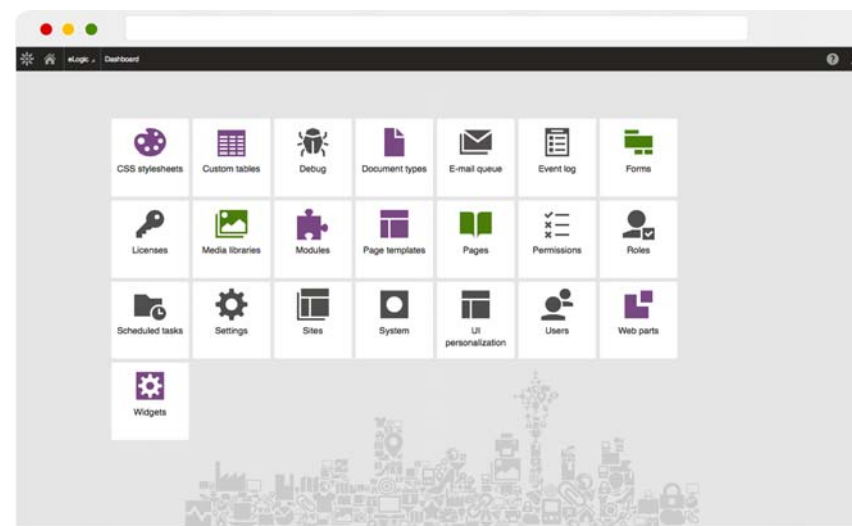 eLogic
Dashboard
CSS stylesheets
Custom tables
Debug
Document types
E-mail queue
Event log
Forms
Licenses
Media libraries
Modules
Page templates
Pages
Permissions
Roles
Scheduled tasks
Settings
Sites
System
UI
personalization
Users
Web parts
Widgets